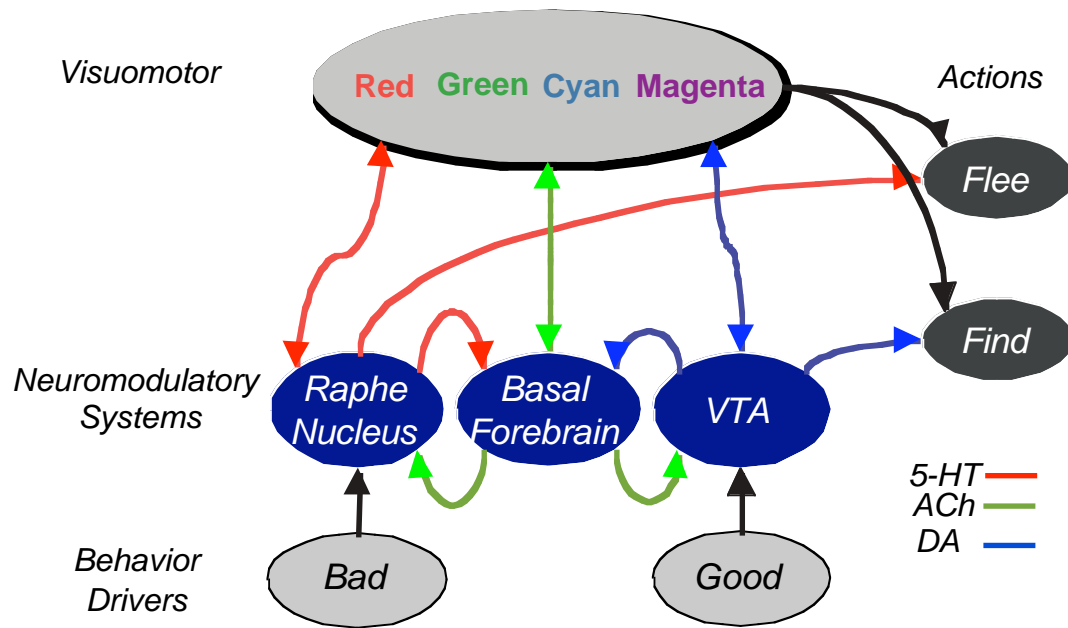 Visuomotor
Red Green Cyan Magenta
Actions
Flee
Find
Neuromodulatory
Systems
Raphe
Nucleus
Basal
Forebrain
VTA
5-HT
ACh
DA
Behavior
Drivers
Bad
Good